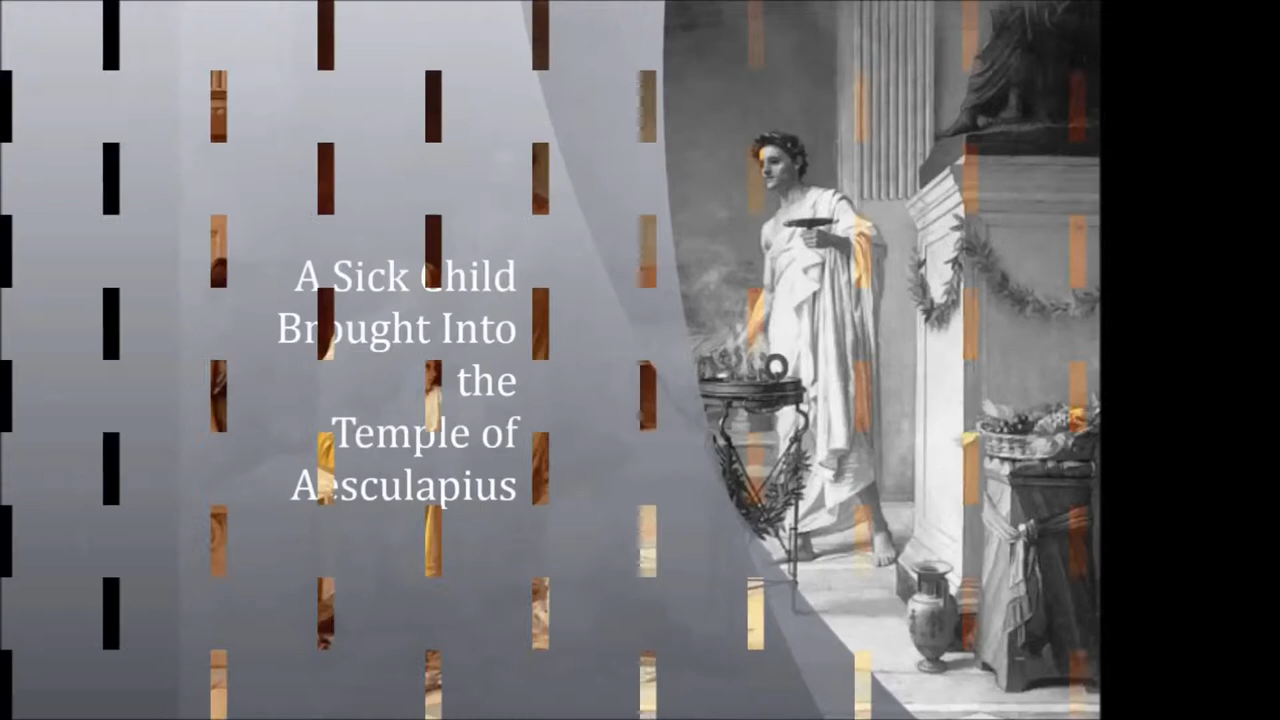 A Sick Child
Brought Into
the
Temple of
Aesculapius